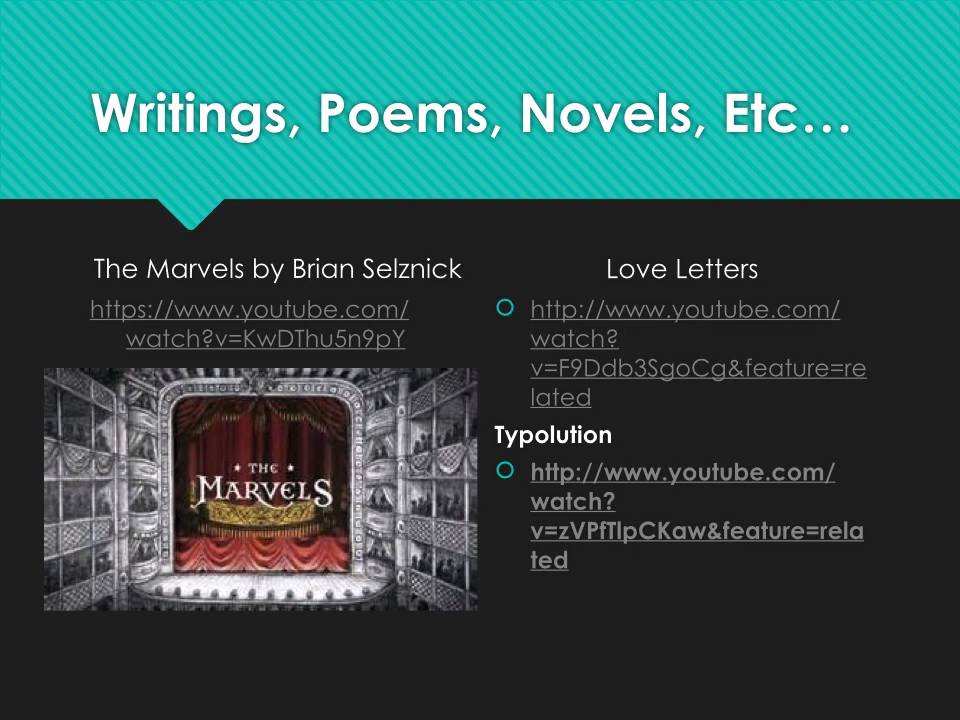 Writings, Poems, Novels, Etc…
The Marvels by Brian Selznick
https://www.youtube.com/
watch?v=KwDThu5n9pY
* THE *
MARVELS
Love Letters
http://www.youtube.com/
watch?
v=F9Ddb3SgoCg&feature=re
lated
Typolution
http://www.youtube.com/
watch?
v=zVPfTlpCKaw&feature=rela
ted